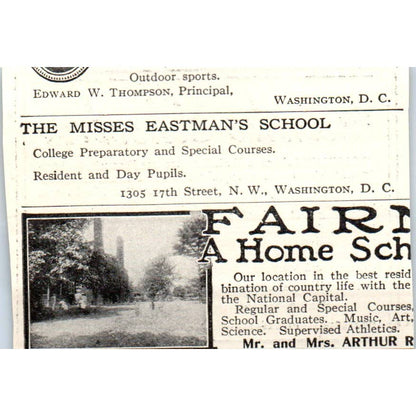 Outdoor sports.
EDWARD W. THOMPSON, Principal,
WASHINGTON, D. C.
THE MISSES EASTMAN'S SCHOOL
College Preparatory and Special Courses.
Resident and Day Pupils.
1305 17th Street, N. W., WASHINGTON, D. C.
FAIRM
A Home Sch
Our location in the best resid
bination of country life with the
the National Capital.
Regular and Special Courses,
School Graduates. Music, Art,
Science. Supervised Athletics.
Mr. and Mrs. ARTHUR R